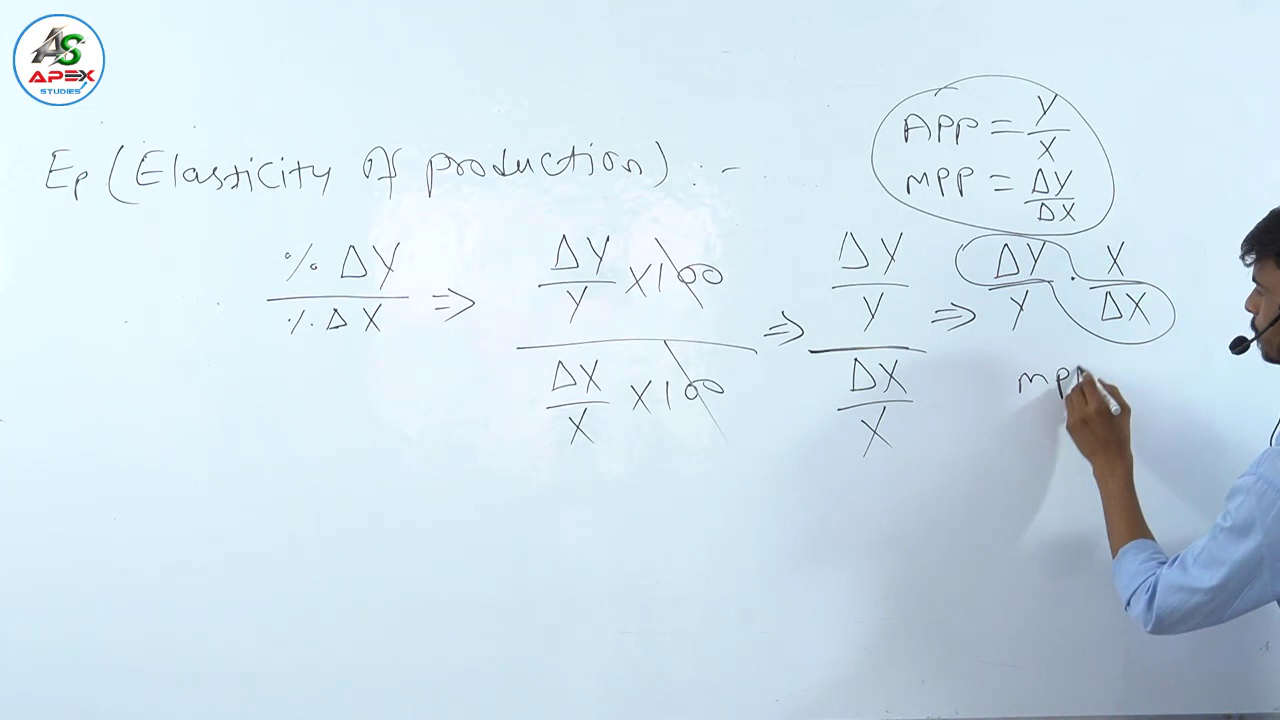 AS
APEX
STUDIES
APP = Y/X
MPP = ΔY/ΔX
Ep (Elasticity Of production) :-
% ΔY / % ΔX ⇒ ΔY/Y X 100 / ΔX/X X 100 ⇒ ΔY/Y / ΔX/X ⇒ ΔY/Y . X/ΔX
MPP